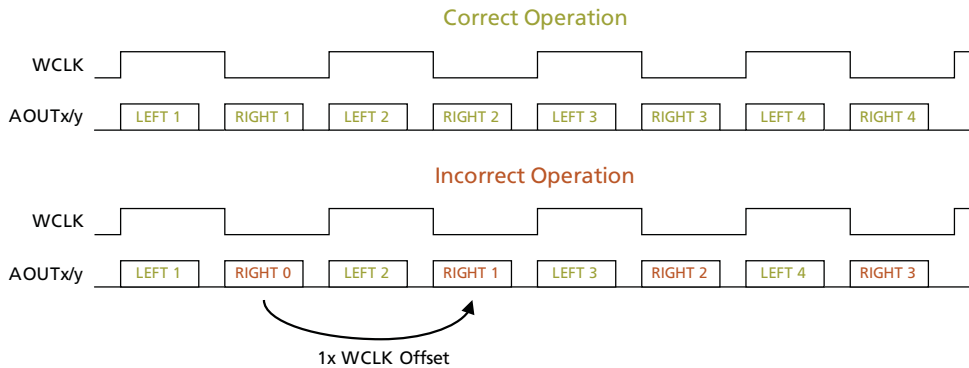 Correct Operation
WCLK
AOUTx/y LEFT 1 RIGHT 1 LEFT 2 RIGHT 2 LEFT 3 RIGHT 3 LEFT 4 RIGHT 4
Incorrect Operation
WCLK
AOUTx/y LEFT 1 RIGHT 0 LEFT 2 RIGHT 1 LEFT 3 RIGHT 2 LEFT 4 RIGHT 3
1x WCLK Offset